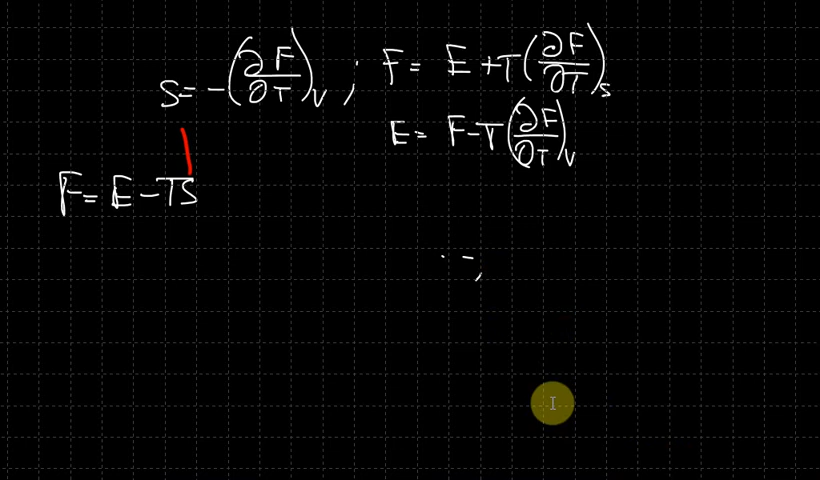 S = -(∂F/∂T)_V ; F = E + T(∂F/∂T)_S
E = F - T(∂F/∂T)_V
F = E - TS